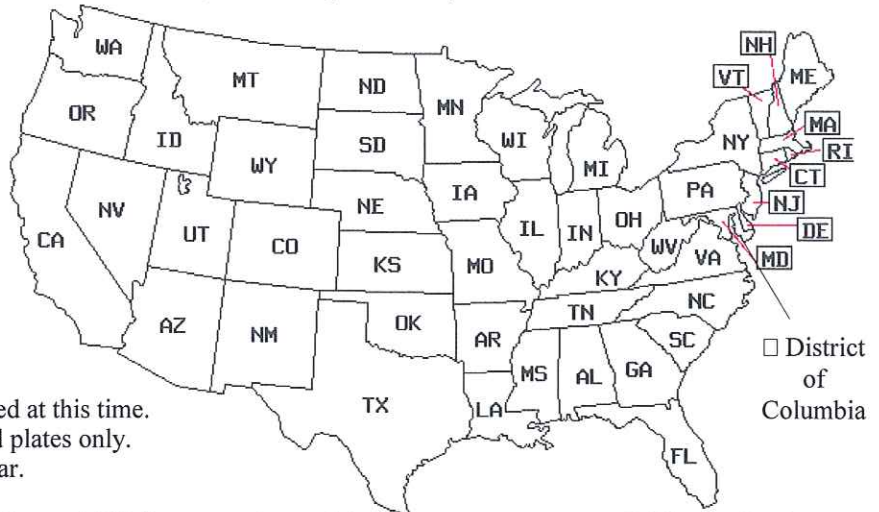 NH
WA
ME
MT
VT
ND
MN
OR
MA
WI
NY
ID
SD
RI
WY
MI
CT
IA
PA
NV
NE
NJ
OH
IL
IN
UT
DE
CA
CO
WV
VA
MD
KS
MO
KY
NC
TN
AZ
OK
NM
AR
SC
□ District
of
Columbia
MS
AL
GA
TX
LA
ed at this time.
l plates only.
ar.
FL